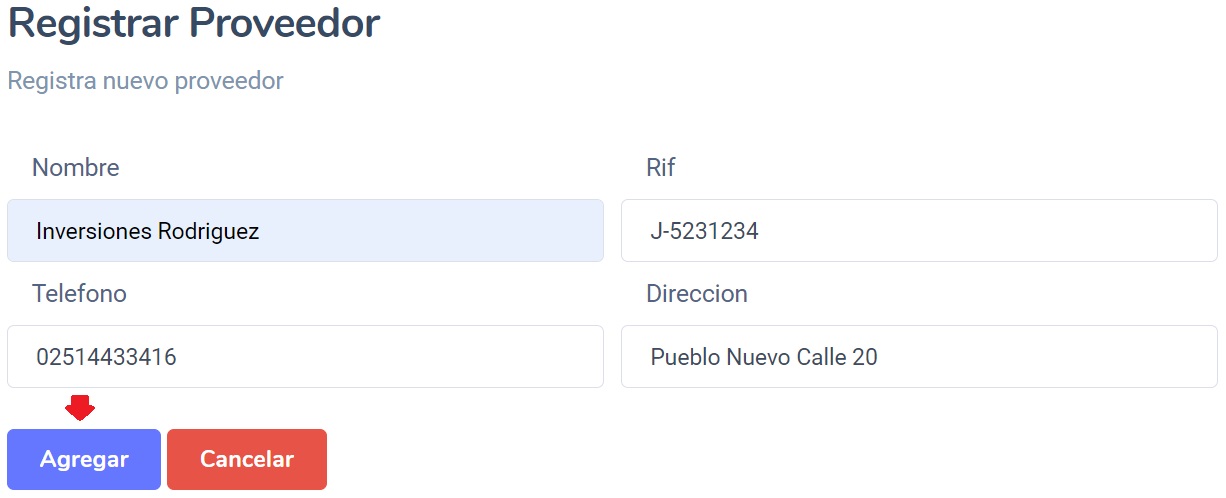 Registrar Proveedor
Registra nuevo proveedor
Nombre
Rif
Inversiones Rodriguez
J-5231234
Telefono
Direccion
02514433416
Pueblo Nuevo Calle 20
Agregar
Cancelar